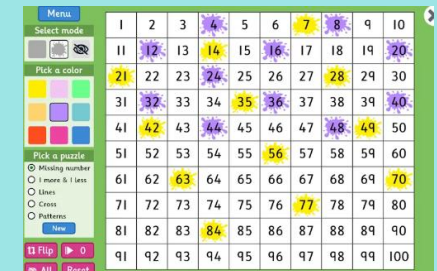 Menu
Select mode
Pick a color
Pick a puzzle
Missing number
1 more & 1 less
Lines
Cross
Patterns
New
Flip 0
All Reset
1 2 3 4 5 6 7 8 9 10
11 12 13 14 15 16 17 18 19 20
21 22 23 24 25 26 27 28 29 30
31 32 33 34 35 36 37 38 39 40
41 42 43 44 45 46 47 48 49 50
51 52 53 54 55 56 57 58 59 60
61 62 63 64 65 66 67 68 69 70
71 72 73 74 75 76 77 78 79 80
81 82 83 84 85 86 87 88 89 90
91 92 93 94 95 96 97 98 99 100